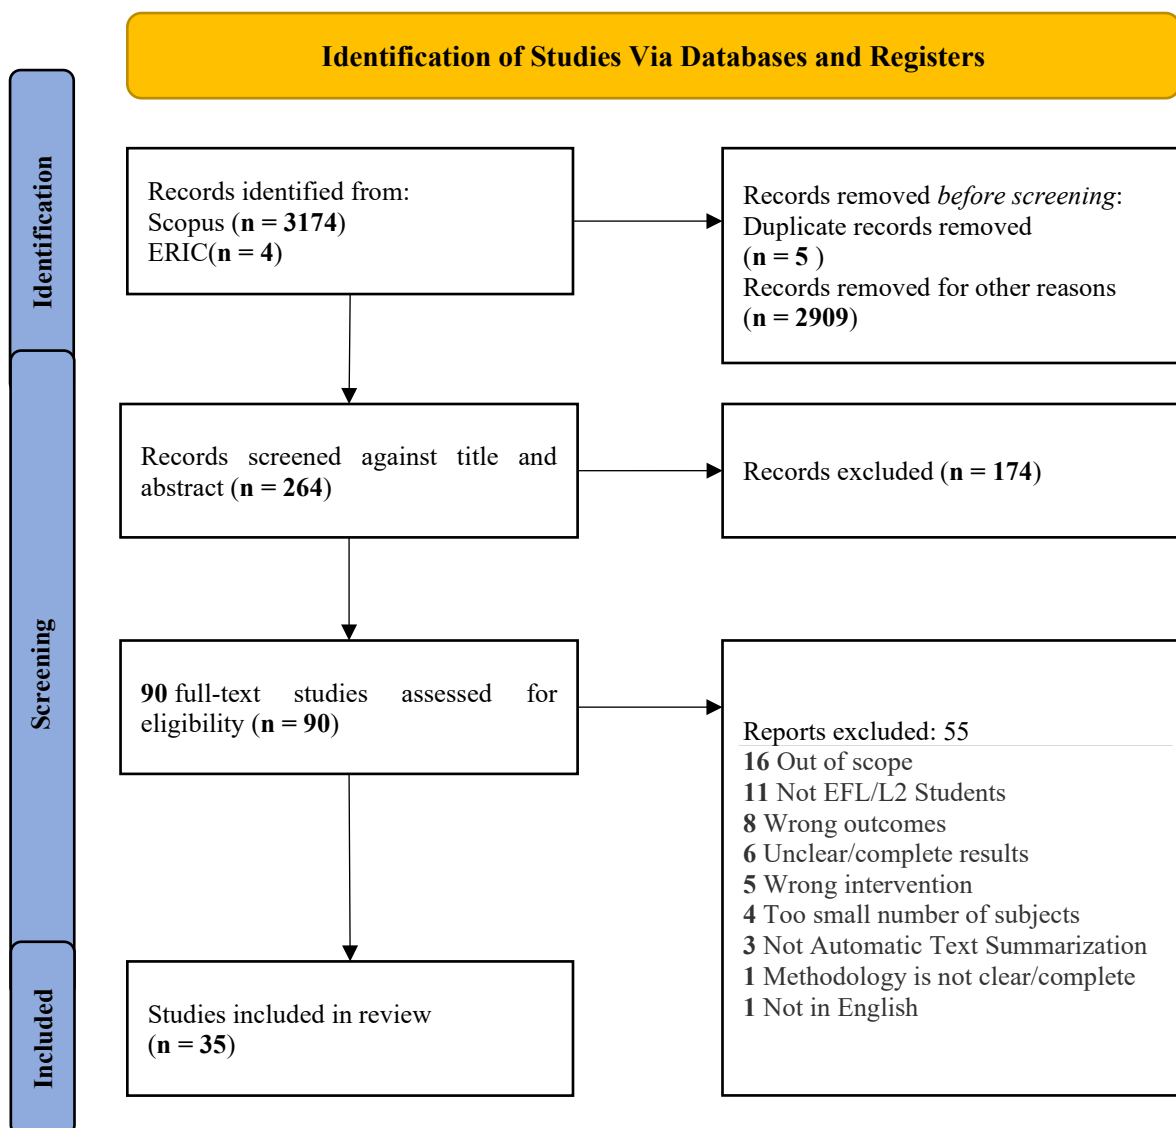 Identification of Studies Via Databases and Registers
Identification
Records identified from:
Scopus (n = 3174)
ERIC(n = 4)
Records removed before screening:
Duplicate records removed
(n = 5 )
Records removed for other reasons
(n = 2909)
Screening
Records screened against title and
abstract (n = 264)
Records excluded (n = 174)
90 full-text studies assessed for
eligibility (n = 90)
Reports excluded: 55
16 Out of scope
11 Not EFL/L2 Students
8 Wrong outcomes
6 Unclear/complete results
5 Wrong intervention
4 Too small number of subjects
3 Not Automatic Text Summarization
1 Methodology is not clear/complete
1 Not in English
Included
Studies included in review
(n = 35)